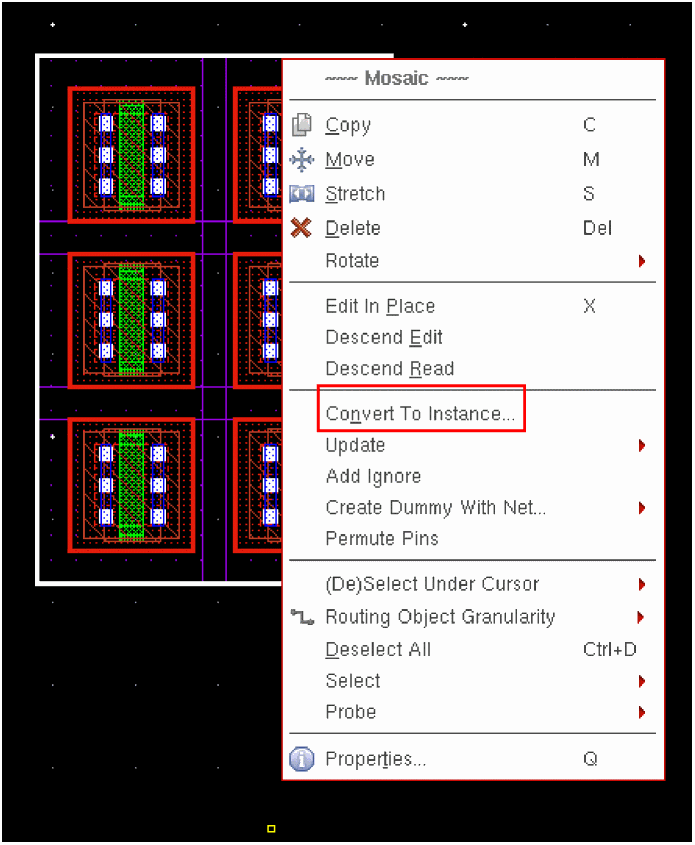 ~~~ Mosaic ~~~
Copy C
Move M
Stretch S
Delete Del
Rotate
Edit In Place X
Descend Edit
Descend Read
Convert To Instance...
Update
Add Ignore
Create Dummy With Net...
Permute Pins
(De)Select Under Cursor
Routing Object Granularity
Deselect All Ctrl+D
Select
Probe
Properties... Q